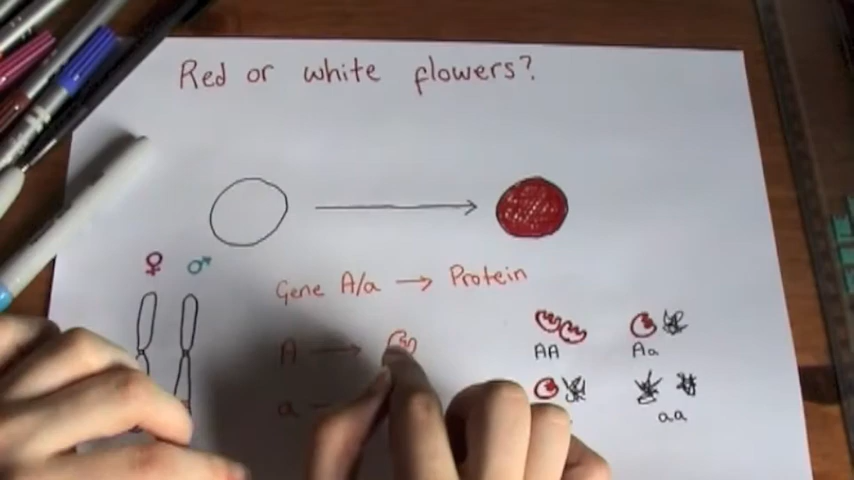 Red or white flowers?
♀ ♂
Gene A/a → Protein
A →
AA Aa
a
aa